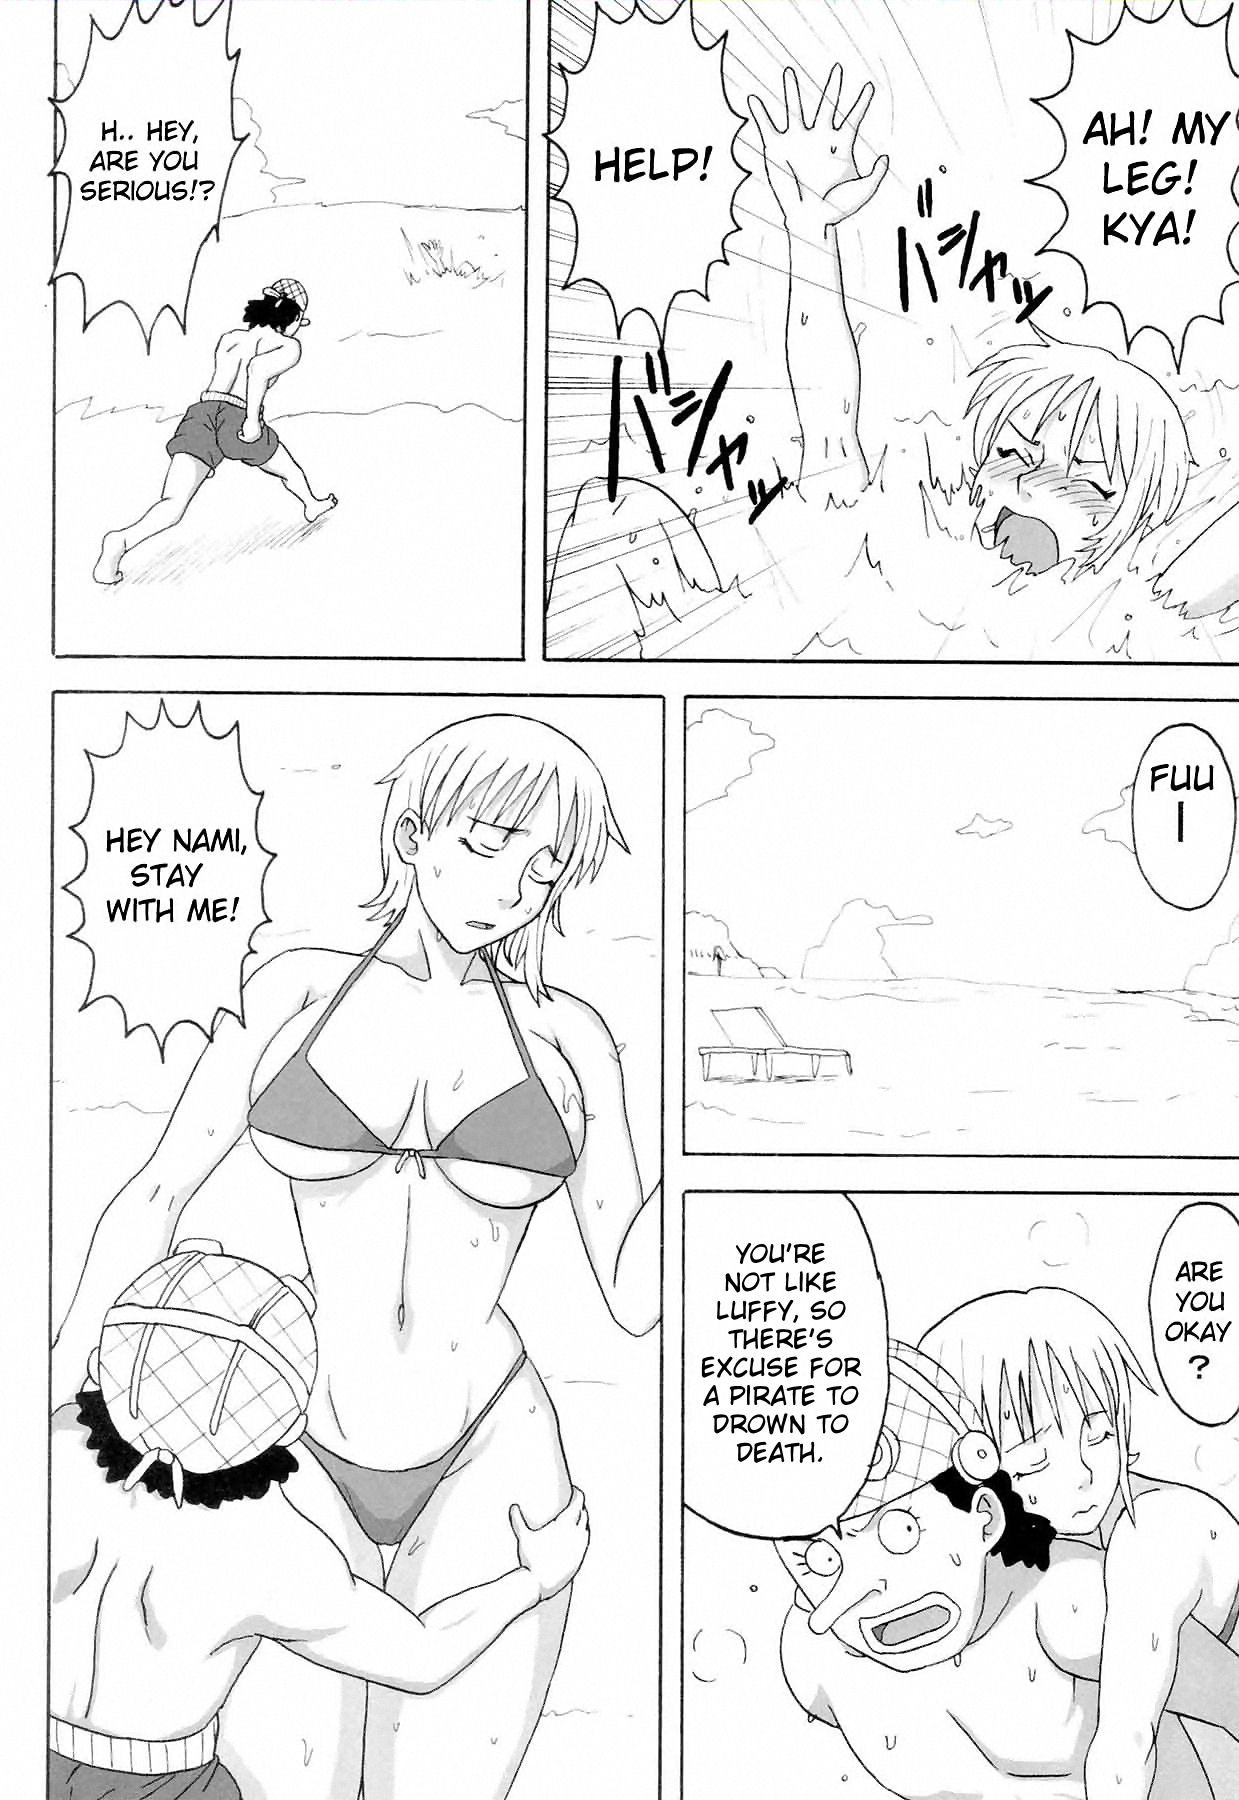 AH! MY
LEG!
KYA!
バシャッ
HELP!
バシャッ
H.. HEY,
ARE YOU
SERIOUS!?
FUU
ー
ARE
YOU
OKAY
?
YOU'RE
NOT LIKE
LUFFY, SO
THERE'S
EXCUSE FOR
A PIRATE TO
DROWN TO
DEATH.
HEY NAMI,
STAY
WITH ME!